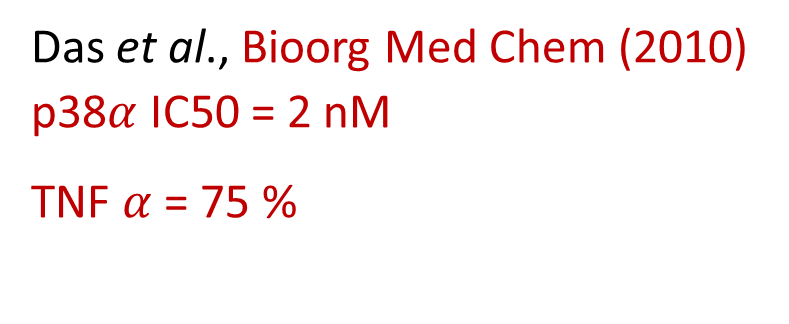 Das et al., Bioorg Med Chem (2010)
p38α IC50 = 2 nM
TNF α = 75 %